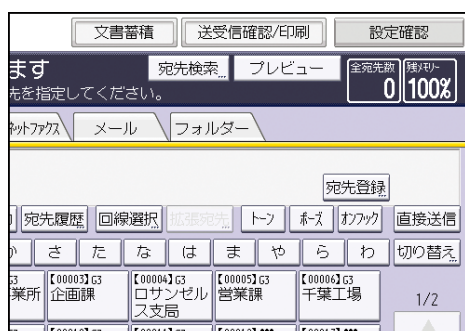 文書蓄積 送受信確認/印刷 設定確認
ます 宛先検索 プレビュー 全宛先数 残メモリー
先を指定してください。 0 100%
ネットファクス メール フォルダー
宛先登録
宛先履歴 回線選択 拡張宛先 トーン ポーズ オンフック 直接送信
か さ た な は ま や ら わ 切り替え
G3 【00003】G3 【00004】G3 【00005】G3 【00006】G3
業所 企画課 ロサンゼル 営業課 千葉工場 1/2
ス支局